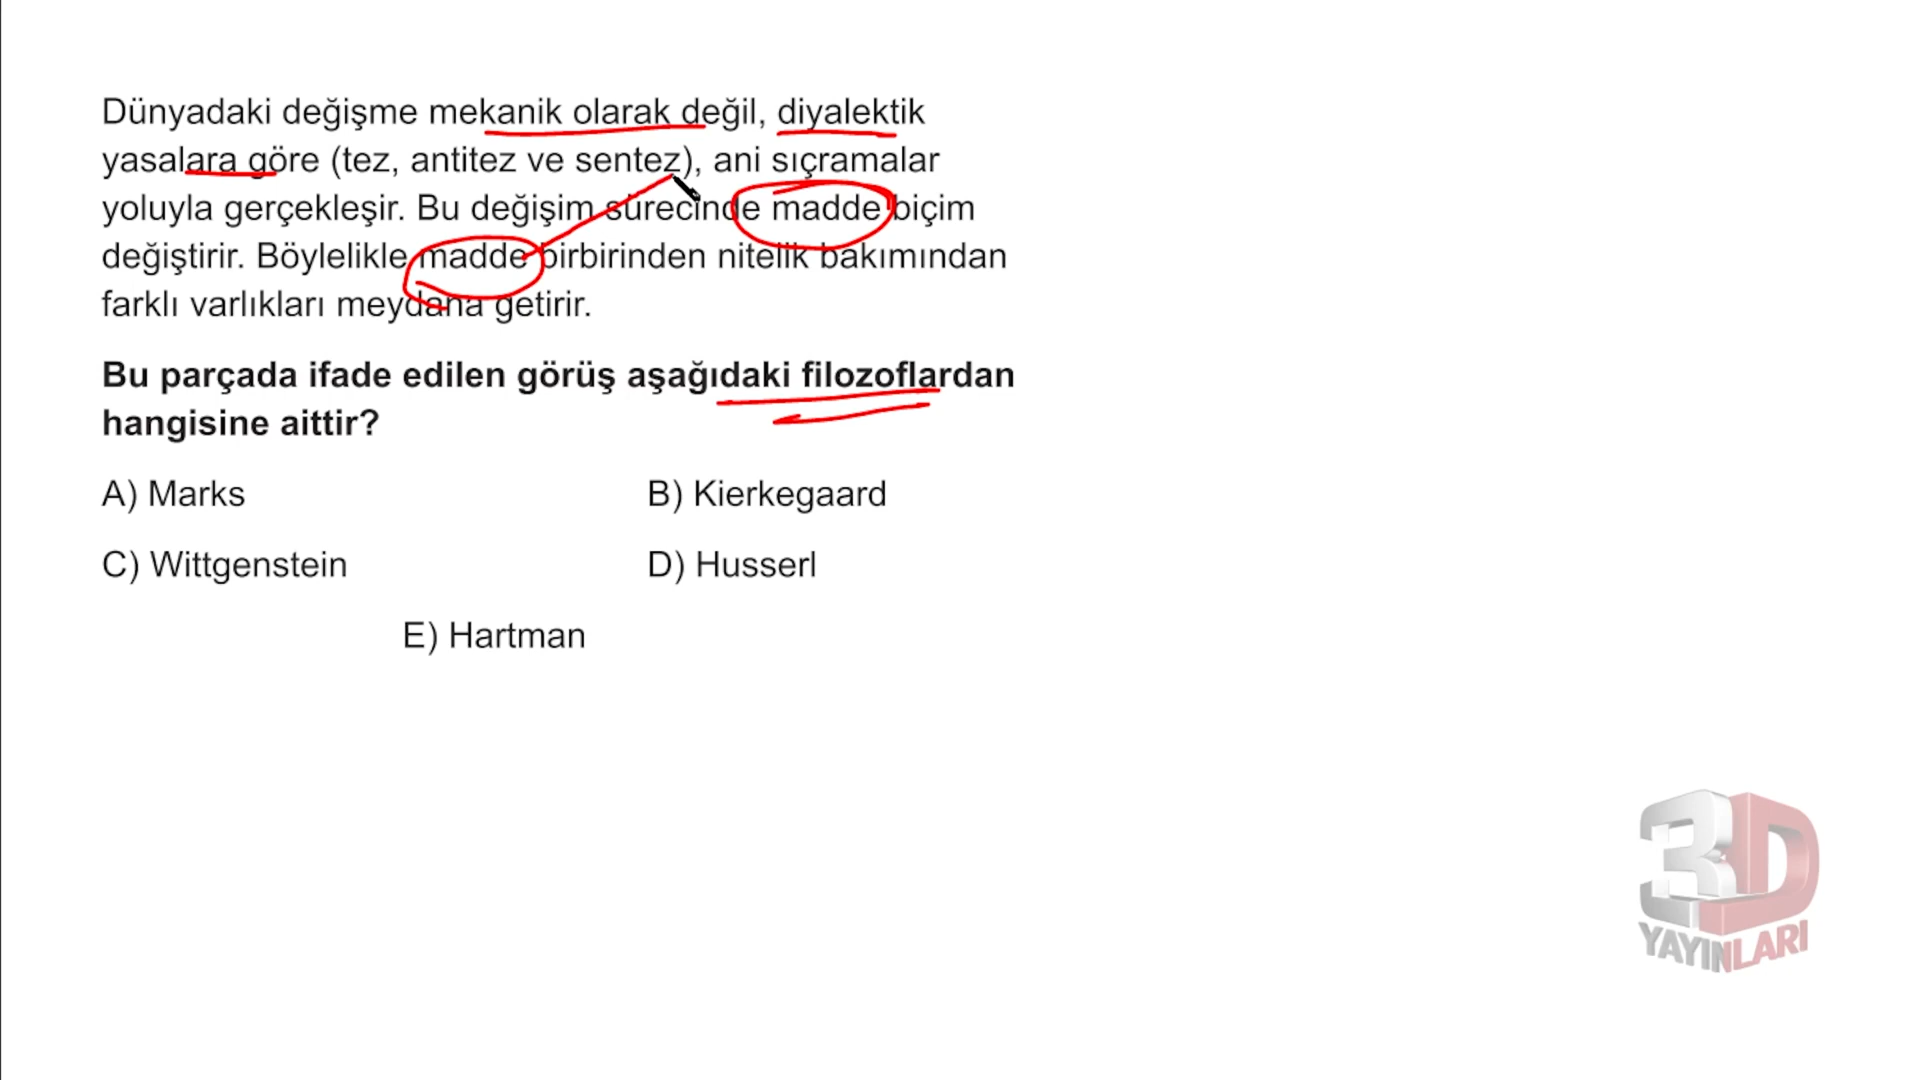 Dünyadaki değişme mekanik olarak değil, diyalektik
yasalara göre (tez, antitez ve sentez), ani sıçramalar
yoluyla gerçekleşir. Bu değişim sürecinde madde biçim
değiştirir. Böylelikle madde birbirinden nitelik bakımından
farklı varlıkları meydana getirir.
Bu parçada ifade edilen görüş aşağıdaki filozoflardan
hangisine aittir?
A) Marks
B) Kierkegaard
C) Wittgenstein
D) Husserl
E) Hartman
3D
YAYINLARI